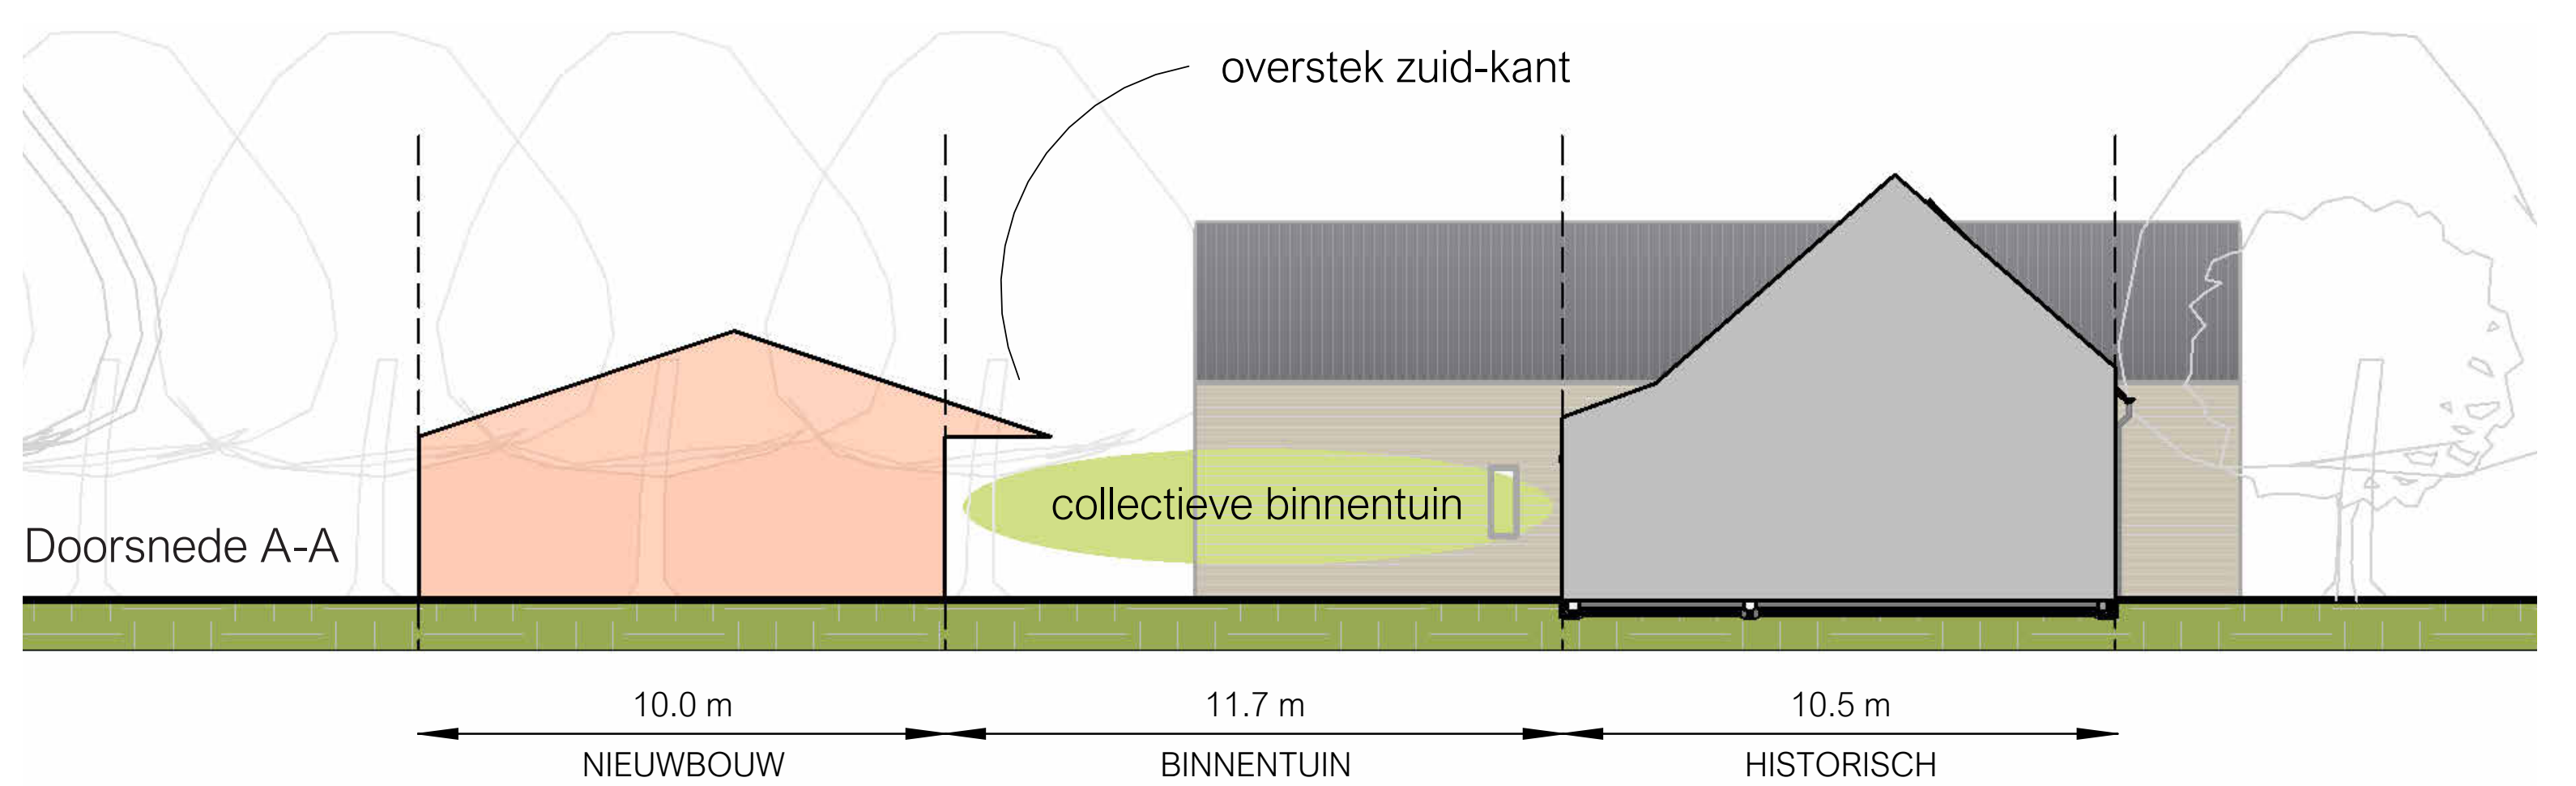 overstek zuid-kant
collectieve binnentuin
Doorsnede A-A
10.0 m
11.7 m
10.5 m
NIEUWBOUW
BINNENTUIN
HISTORISCH